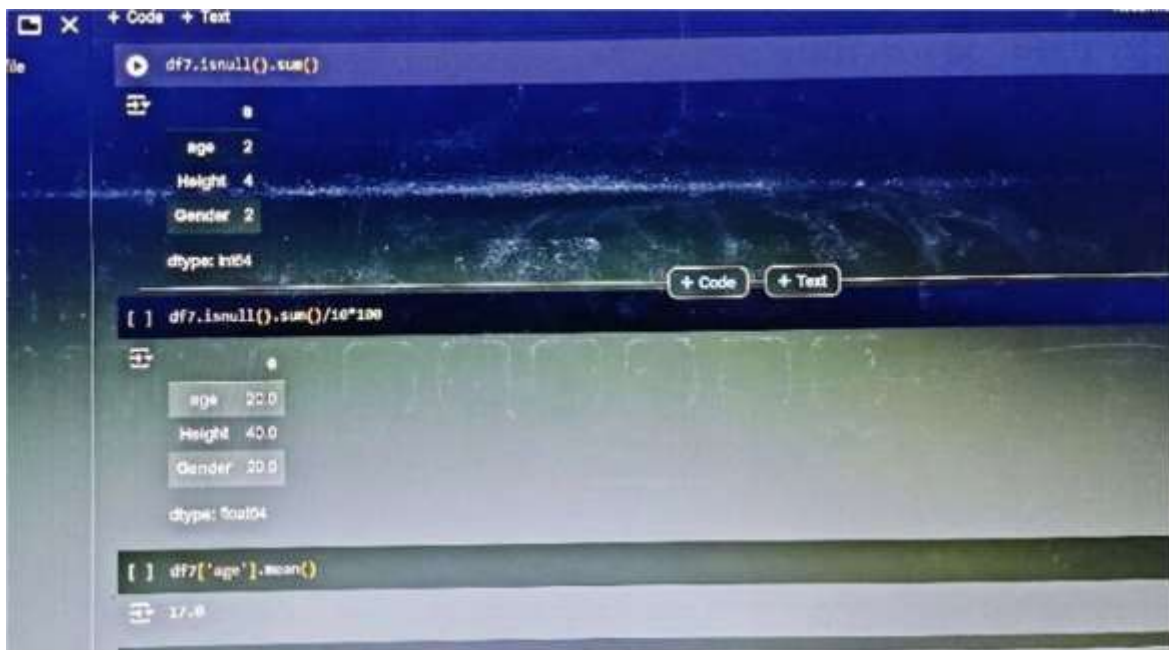 + Code + Text
file
df7.isnull().sum()
0
age 2
Height 4
Gender 2
dtype: int64
+ Code + Text
[ ] df7.isnull().sum()/10*100
0
age 20.0
Height 40.0
Gender 20.0
dtype: float64
[ ] df7['age'].mean()
17.0